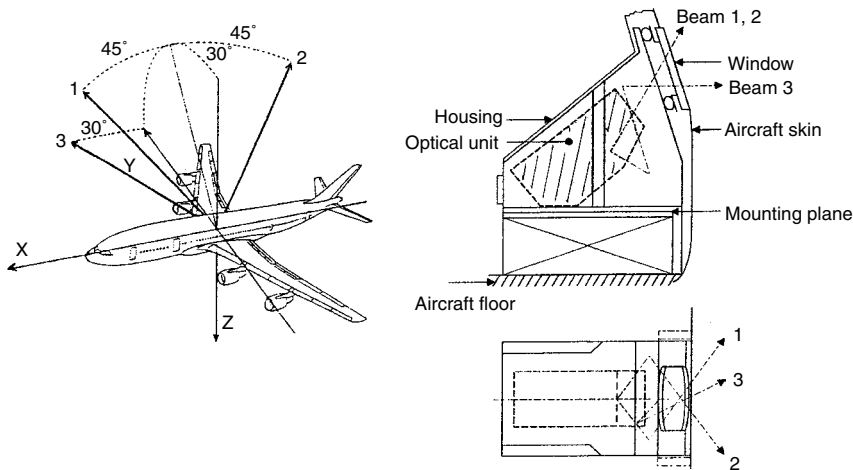 45°
45°
30°
1
2
3
30°
Y
X
Z
Beam 1, 2
Window
Beam 3
Housing
Optical unit
Aircraft skin
Mounting plane
Aircraft floor
1
3
2